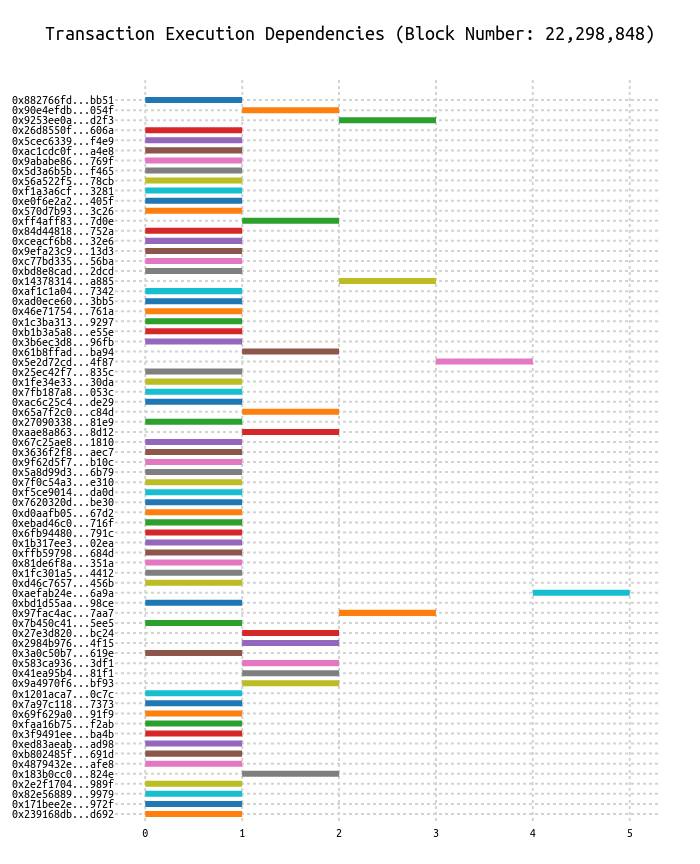 Transaction Execution Dependencies (Block Number: 22,298,848)
0x882766fd...bb51
0x90e4efdb...054f
0x9253ee0a...d2f3
0x26d8550f...606a
0x5cec6339...f4e9
0xac1cdc0f...a4e8
0x9ababe86...769f
0x5d3a6b5b...f465
0x56a522f5...78cb
0xf1a3a6cf...3281
0xe0f6e2a2...405f
0x570d7b93...3c26
0xff4aff83...7d0e
0x84d44818...752a
0xceacf6b8...32e6
0x9efa23c9...13d3
0xc77bd335...56ba
0xbd8e8cad...2dcd
0x14378314...a885
0xaf1c1a04...7342
0xad0ece60...3bb5
0x46e71754...761a
0x1c3ba313...9297
0xb1b3a5a8...e55e
0x3b6ec3d8...96fb
0x61b8ffad...ba94
0x5e2d72cd...4f87
0x25ec42f7...835c
0x1fe34e33...30da
0x7fb187a8...053c
0xac6c25c4...de29
0x65a7f2c0...c84d
0x27090338...81e9
0xaae8a863...8d12
0x67c25ae8...1810
0x3636f2f8...aec7
0x9f62d5f7...b10c
0x5a8d99d3...6b79
0x7f0c54a3...e310
0xf5ce9014...da0d
0x7620320d...be30
0xd0aafb05...67d2
0xebad46c0...716f
0x6fb94480...791c
0x1b317ee3...02ea
0xffb59798...684d
0x81de6f8a...351a
0x1fc301a5...4412
0xd46c7657...456b
0xaefab24e...6a9a
0xbd1d55aa...98ce
0x97fac4ac...7aa7
0x7b450c41...5ee5
0x27e3d820...bc24
0x2984b976...4f15
0x3a0c50b7...619e
0x583ca936...3df1
0x41ea95b4...81f1
0x9a4970f6...bf93
0x1201aca7...0c7c
0x7a97c118...7373
0x69f629a0...91f9
0xfaa16b75...f2ab
0x3f9491ee...ba4b
0xed83aeab...ad98
0xb802485f...691d
0x4879432e...afe8
0x183b0cc0...824e
0x2e2f1704...989f
0x82e56889...9979
0x171bee2e...972f
0x239168db...d692
0 1 2 3 4 5